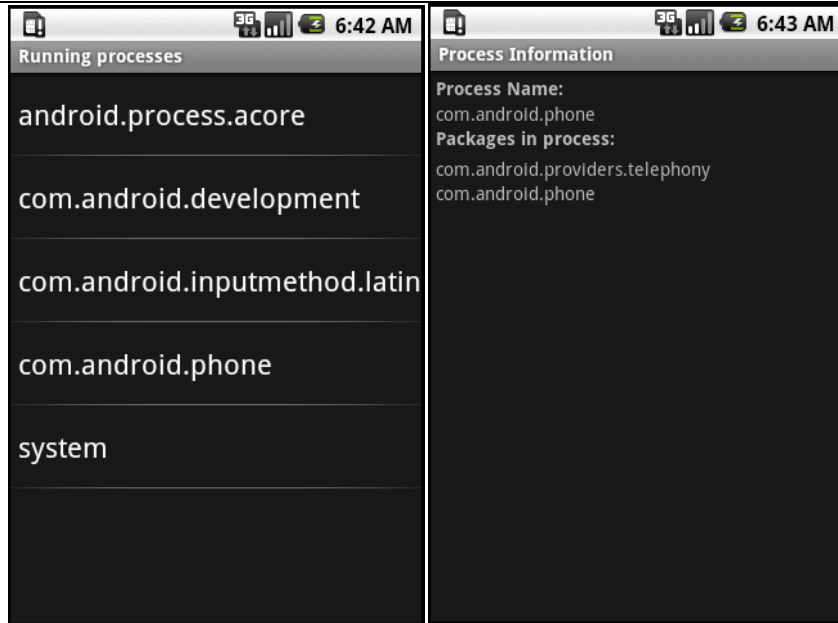 3G 6:42 AM
Running processes
android.process.acore
com.android.development
com.android.inputmethod.latin
com.android.phone
system
3G 6:43 AM
Process Information
Process Name:
com.android.phone
Packages in process:
com.android.providers.telephony
com.android.phone